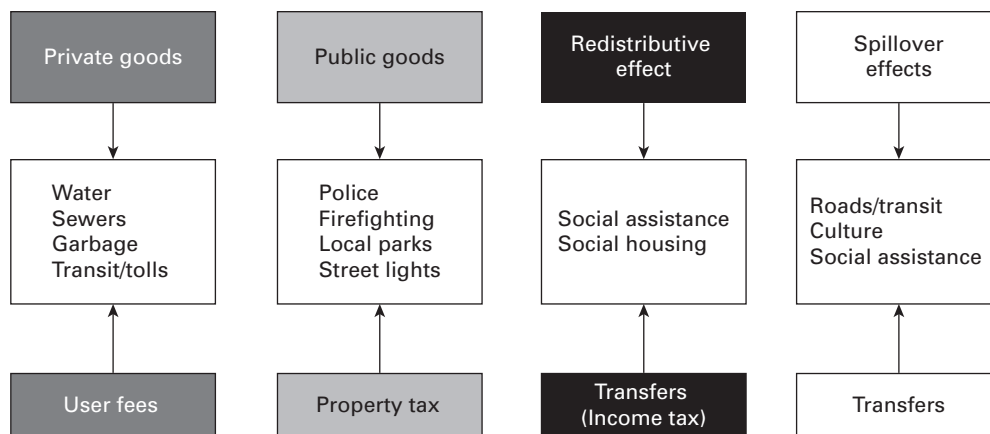 Private goods
Public goods
Redistributive
effect
Spillover
effects
Water
Sewers
Garbage
Transit/tolls
Police
Firefighting
Local parks
Street lights
Social assistance
Social housing
Roads/transit
Culture
Social assistance
User fees
Property tax
Transfers
(Income tax)
Transfers